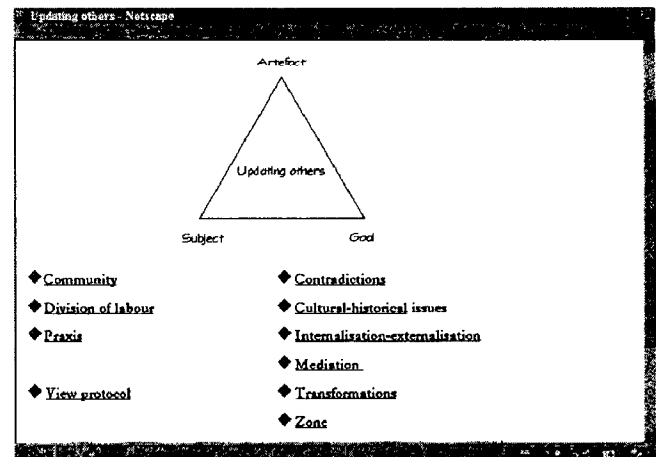 Updating others - Netscape
Artefact
Updating others
Subject Goal
Community
Division of labour
Praxis
View protocol
Contradictions
Cultural-historical issues
Internalisation-externalisation
Mediation
Transformations
Zone